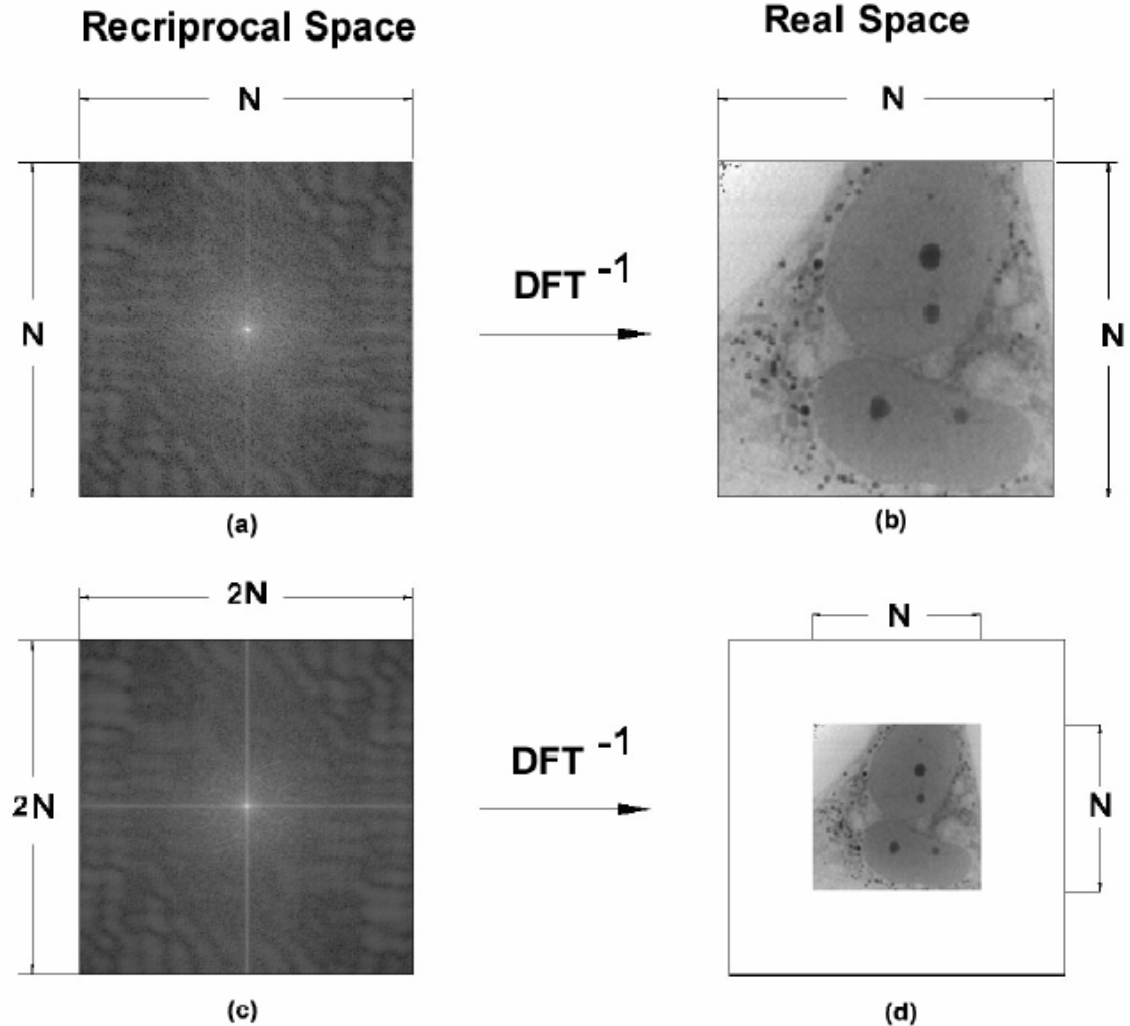 Recriprocal Space
Real Space
N
N
N
DFT -1
N
(a)
(b)
2N
N
2N
DFT -1
N
(c)
(d)